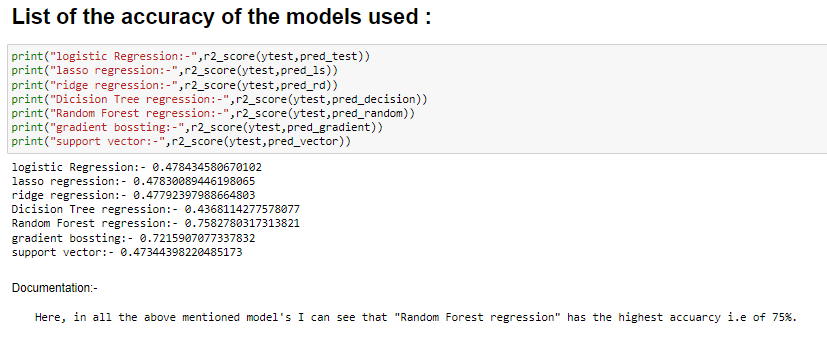 List of the accuracy of the models used :
print("logistic Regression:-",r2_score(ytest,pred_test))
print("lasso regression:-",r2_score(ytest,pred_ls))
print("ridge regression:-",r2_score(ytest,pred_rd))
print("Dicision Tree regression:-",r2_score(ytest,pred_decision))
print("Random Forest regression:-",r2_score(ytest,pred_random))
print("gradient bossting:-",r2_score(ytest,pred_gradient))
print("support vector:-",r2_score(ytest,pred_vector))
logistic Regression:- 0.478434580670102
lasso regression:- 0.47830089446198065
ridge regression:- 0.47792397988664803
Dicision Tree regression:- 0.4368114277578077
Random Forest regression:- 0.7582780317313821
gradient bossting:- 0.7215907077337832
support vector:- 0.47344398220485173
Documentation:-
Here, in all the above mentioned model's I can see that "Random Forest regression" has the highest accuarcy i.e of 75%.